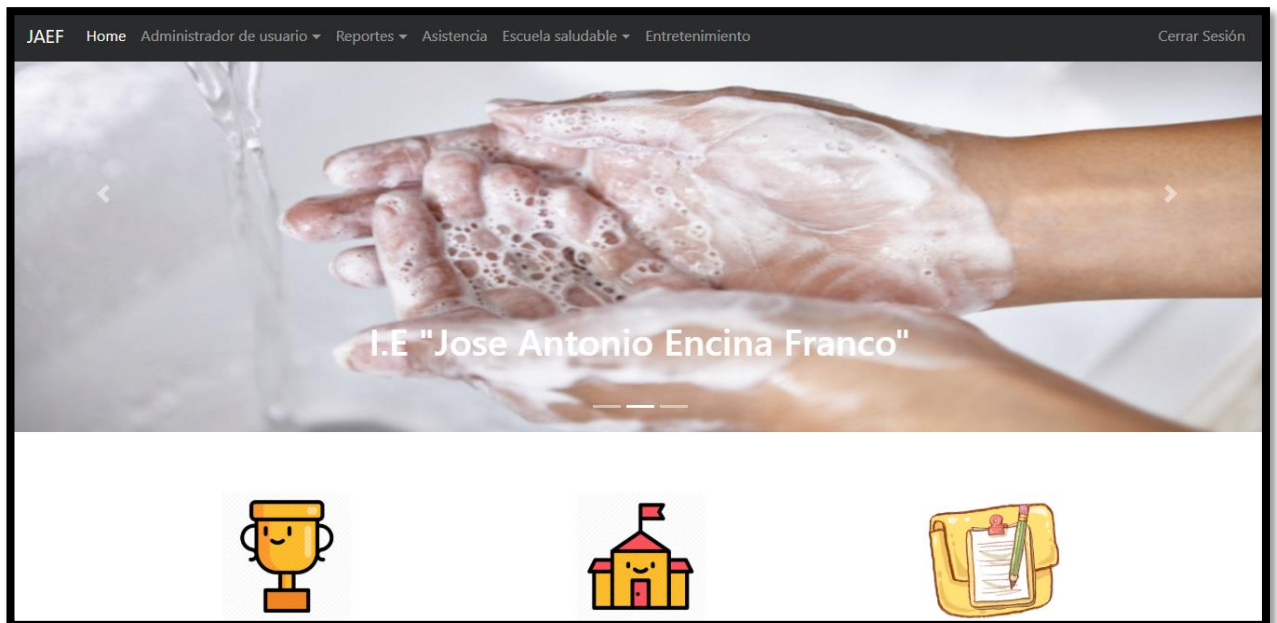 JAEF Home Administrador de usuario Reportes Asistencia Escuela saludable Entretenimiento Cerrar Sesión
I.E "Jose Antonio Encina Franco"